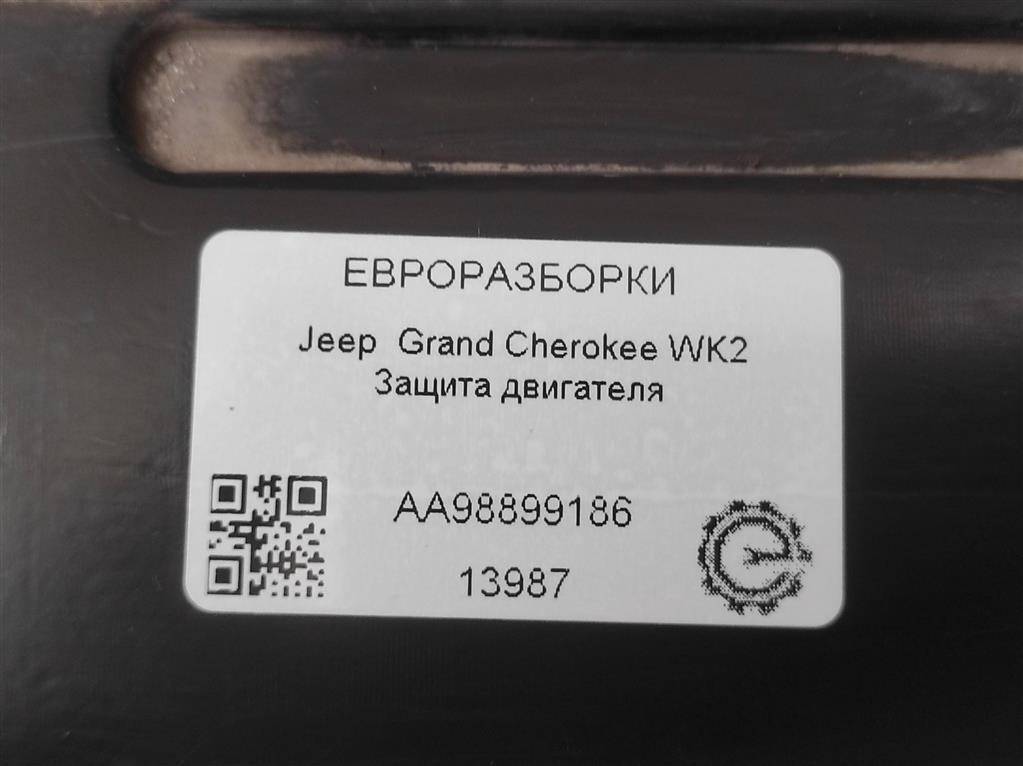 ЕВРОРАЗБОРКИ
Jeep Grand Cherokee WK2
Защита двигателя
AA98899186
13987